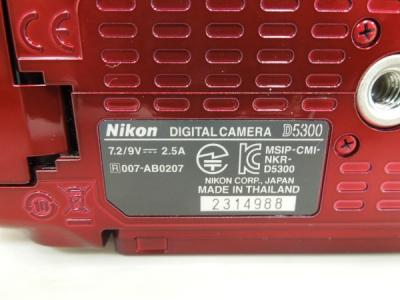 Nikon DIGITAL CAMERA D5300
7.2/9V 2.5A
R 007-AB0207
MSIP-CMI-
NKR-
D5300
NIKON CORP., JAPAN
MADE IN THAILAND
2314988